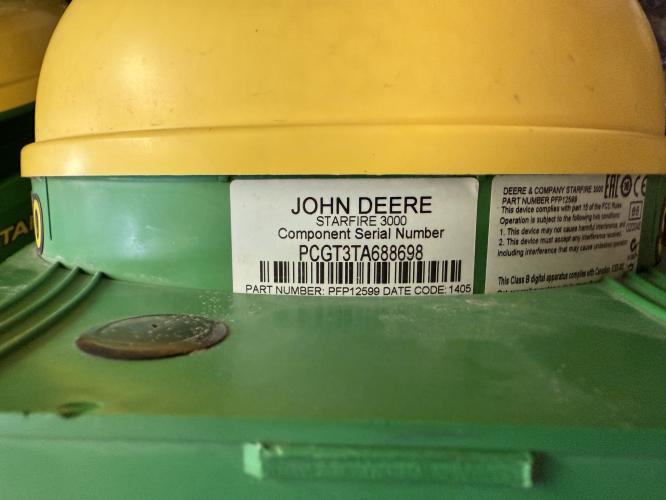 JOHN DEERE
STARFIRE 3000
Component Serial Number
PCGT3TA688698
PART NUMBER: PFP12599 DATE CODE: 1405
DEERE & COMPANY STARFIRE 3000
PART NUMBER PFP12599
This device complies with part 15 of the FCC Rules
Operation is subject to the following two conditions:
1. This device may not cause harmful interference, and
2. This device must accept any interference received,
including interference that may cause undesired operation
This Class B digital apparatus complies with Canadian
EAC
CE
STA